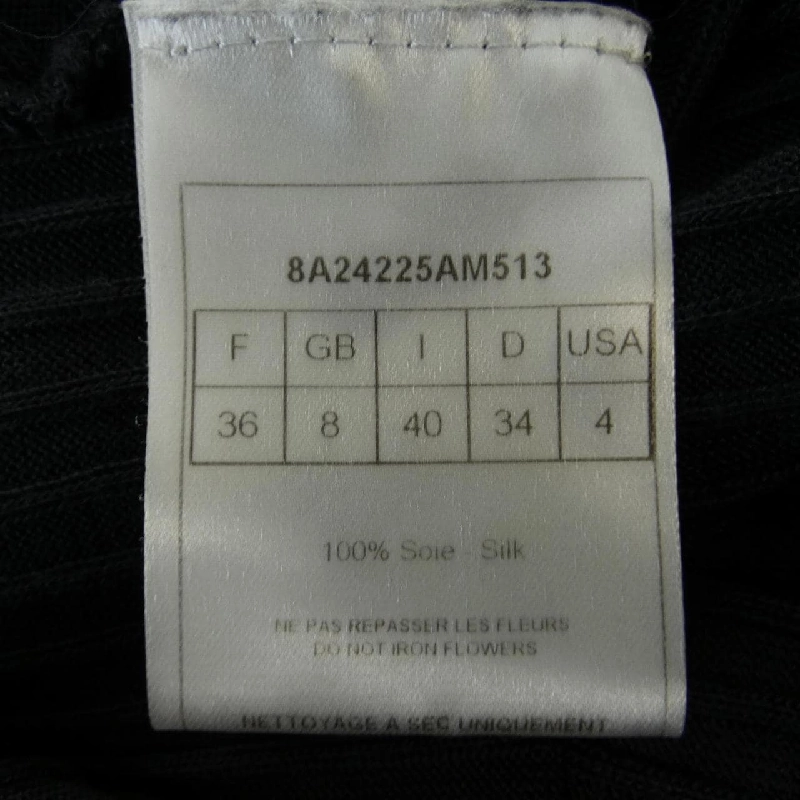 8A24225AM513
F GB I D USA
36 8 40 34 4
100% Soie - Silk
NE PAS REPASSER LES FLEURS
DO NOT IRON FLOWERS
NETTOYAGE A SEC UNIQUEMENT